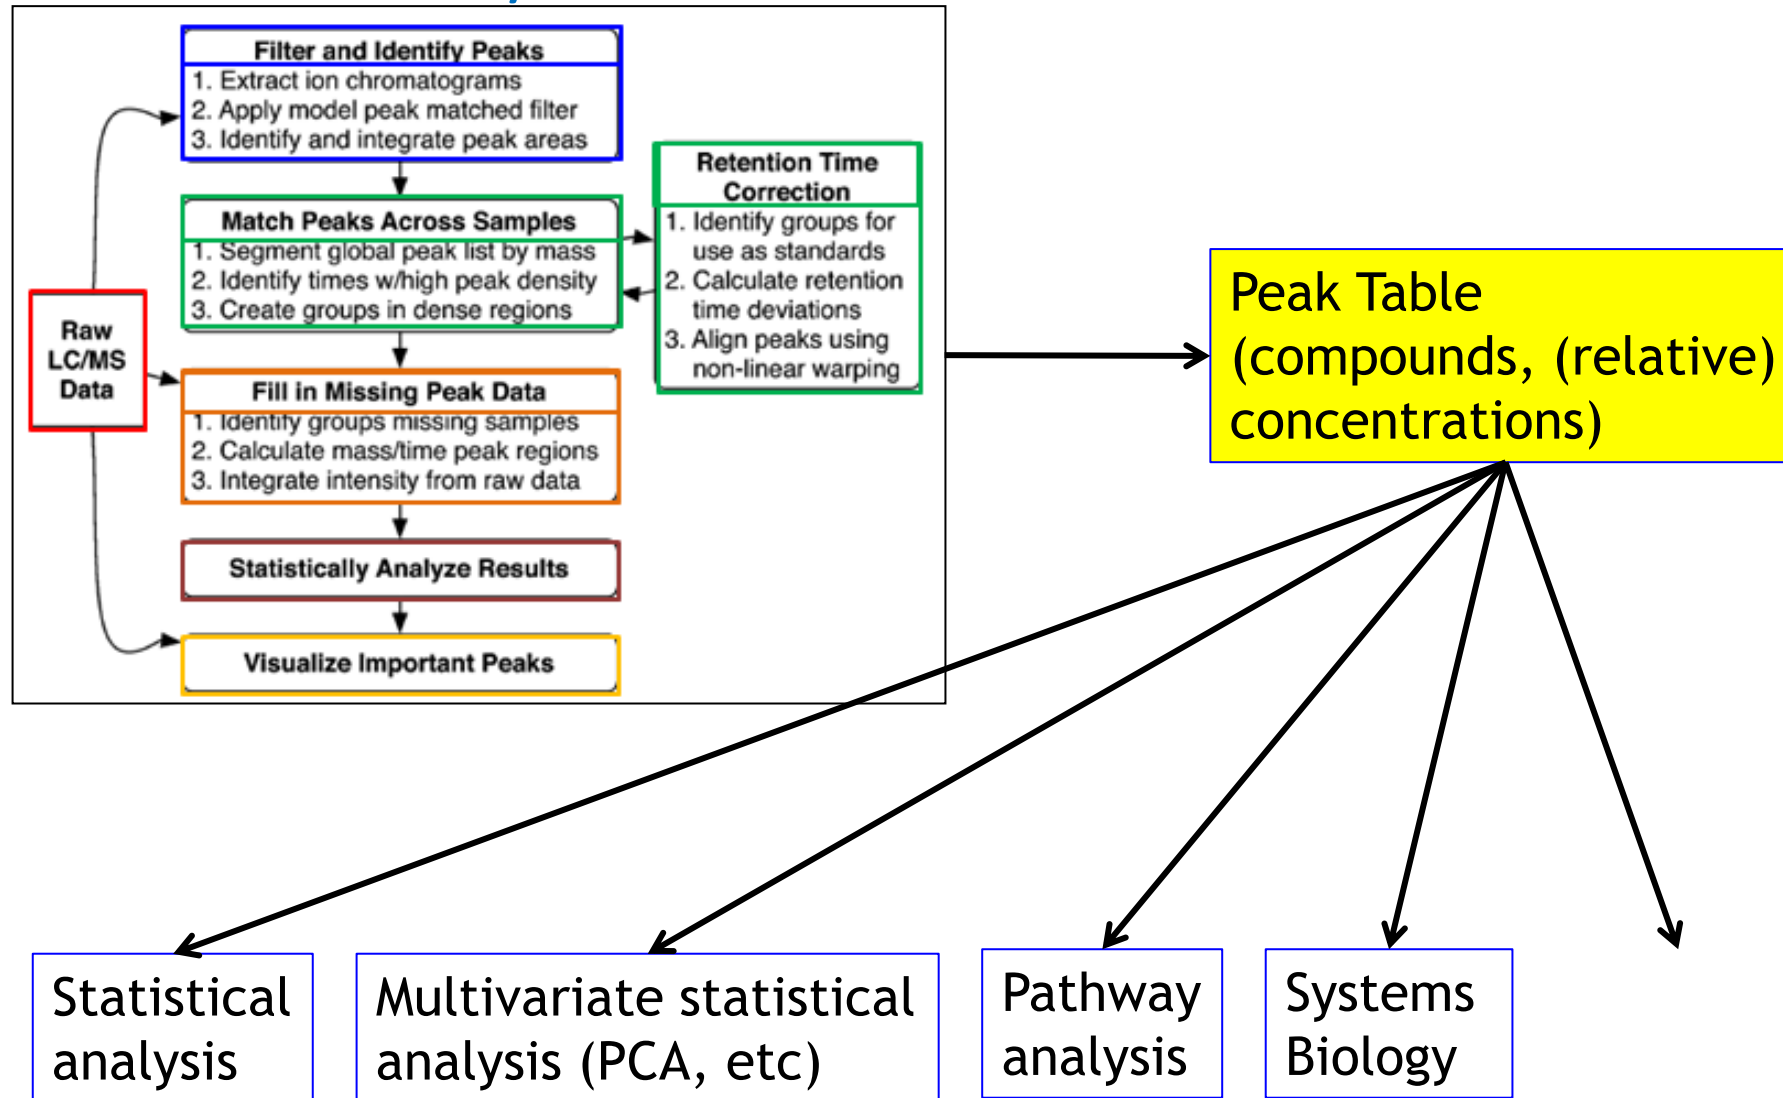 Filter and Identify Peaks
1. Extract ion chromatograms
2. Apply model peak matched filter
3. Identify and integrate peak areas
Match Peaks Across Samples
1. Segment global peak list by mass
2. Identify times w/high peak density
3. Create groups in dense regions
Retention Time
Correction
1. Identify groups for
use as standards
2. Calculate retention
time deviations
3. Align peaks using
non-linear warping
Raw
LC/MS
Data
Fill in Missing Peak Data
1. Identify groups missing samples
2. Calculate mass/time peak regions
3. Integrate intensity from raw data
Statistically Analyze Results
Visualize Important Peaks
Peak Table
(compounds, (relative)
concentrations)
Statistical
analysis
Multivariate statistical
analysis (PCA, etc)
Pathway
analysis
Systems
Biology